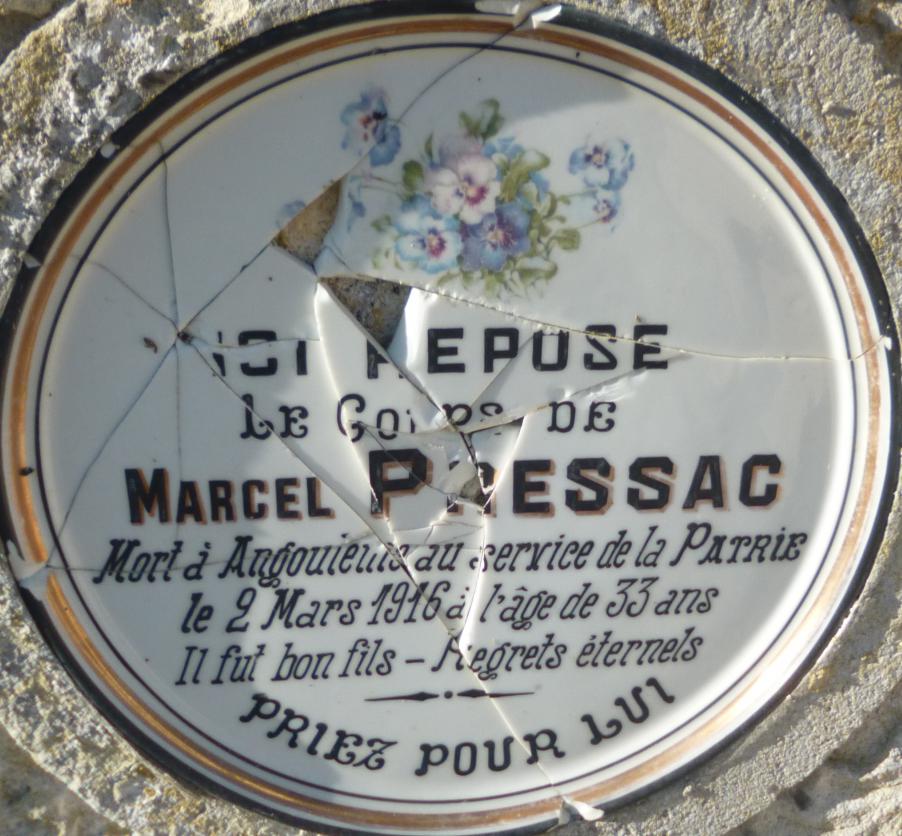 ICI REPOSE
LE CORPS DE
MARCEL PRESSAC
Mort à Angoulême au service de la PATRIE
le 2 Mars 1916 à l'âge de 33 ans
Il fut bon fils – Regrets éternels
PRIEZ POUR LUI